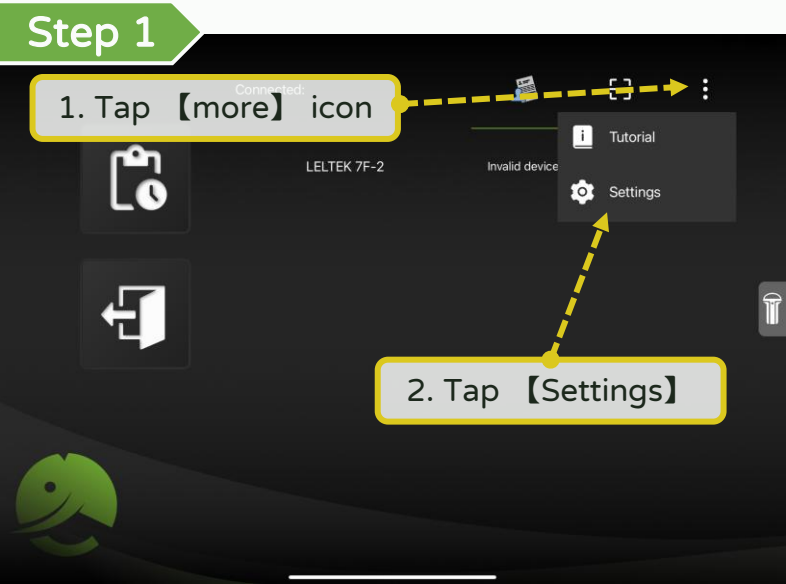 Step 1
Connected:
1. Tap 【more】 icon
Tutorial
LELTEK 7F-2
Invalid device
Settings
2. Tap 【Settings】